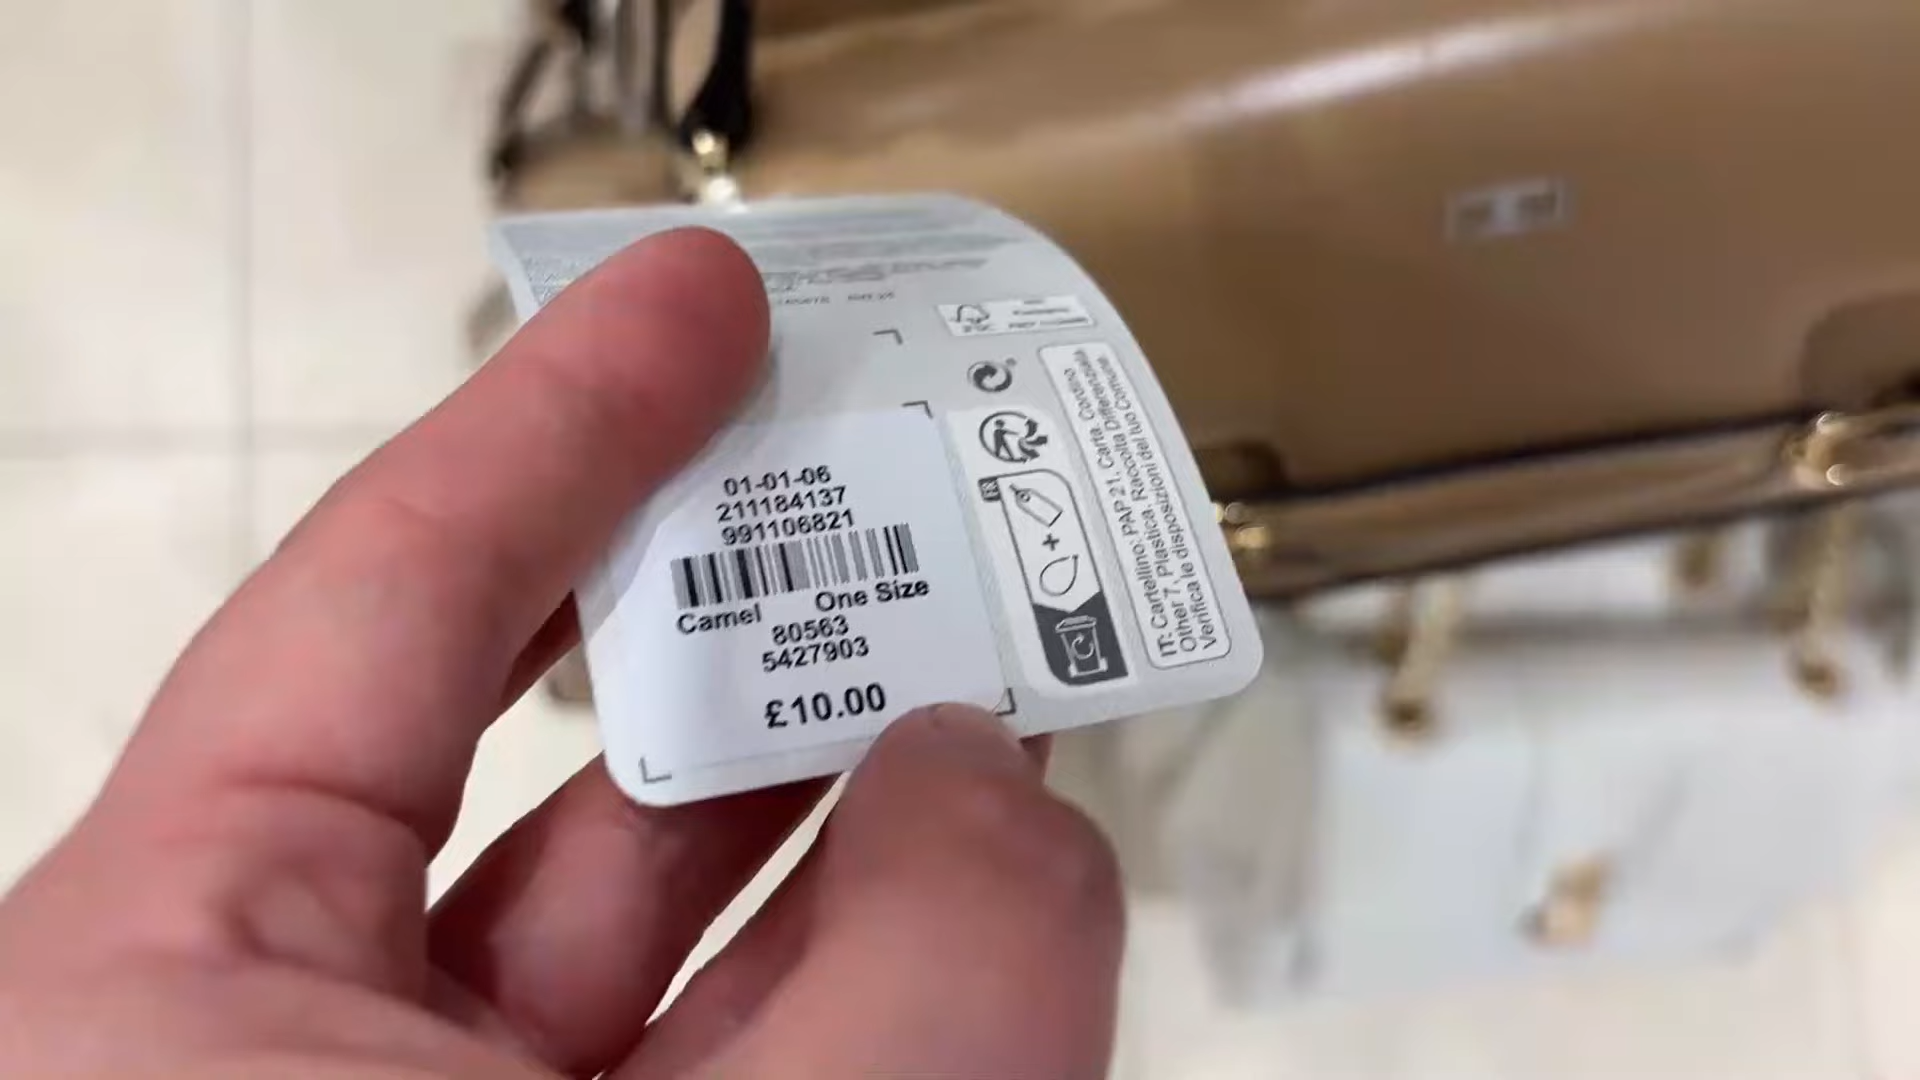 01-01-06
211184137
991106821
Camel One Size
80563
5427903
£10.00
FR
+
IT: Cartellino: PAP 21, Carta. Cordino
Other 7, Plastica. Raccolta Differenziata
Verifica le disposizioni del tuo Comune